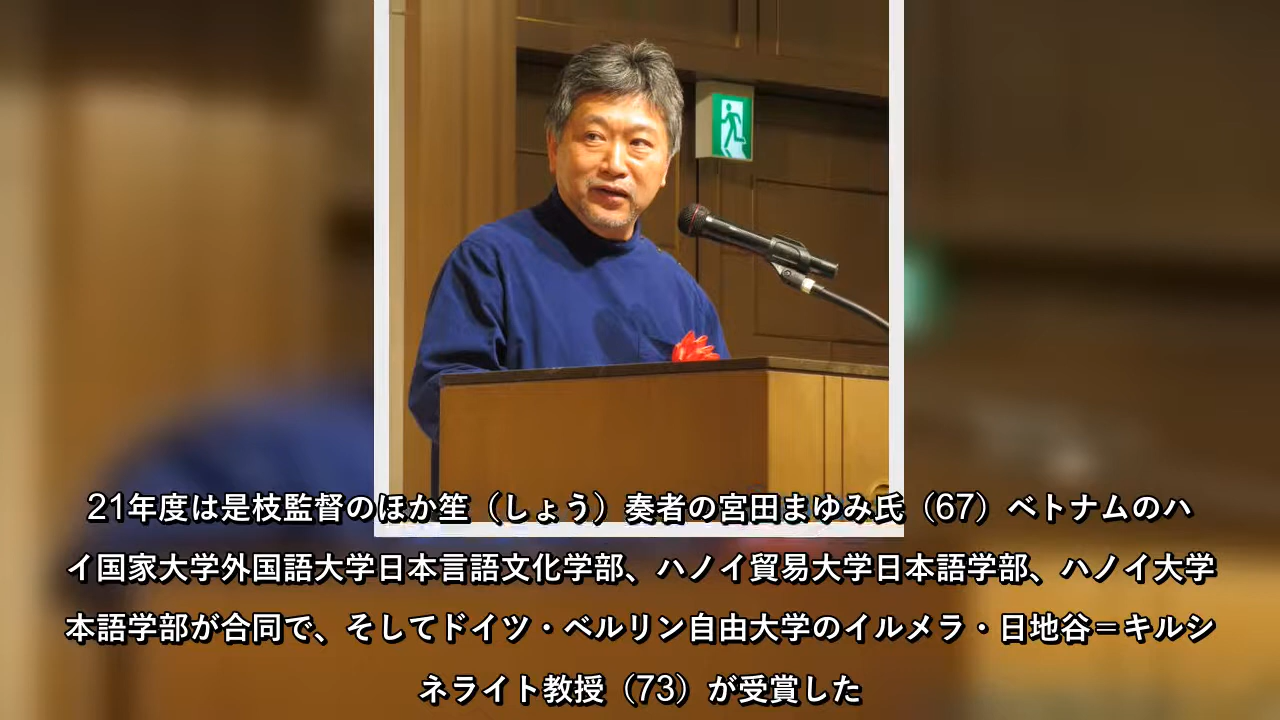 21年度は是枝監督のほか笙（しょう）奏者の宮田まゆみ氏（67）ベトナムのハ
イ国家大学外国語大学日本言語文化学部、ハノイ貿易大学日本語学部、ハノイ大学
本語学部が合同で、そしてドイツ・ベルリン自由大学のイルメラ・日地谷＝キルシ
ネライト教授（73）が受賞した